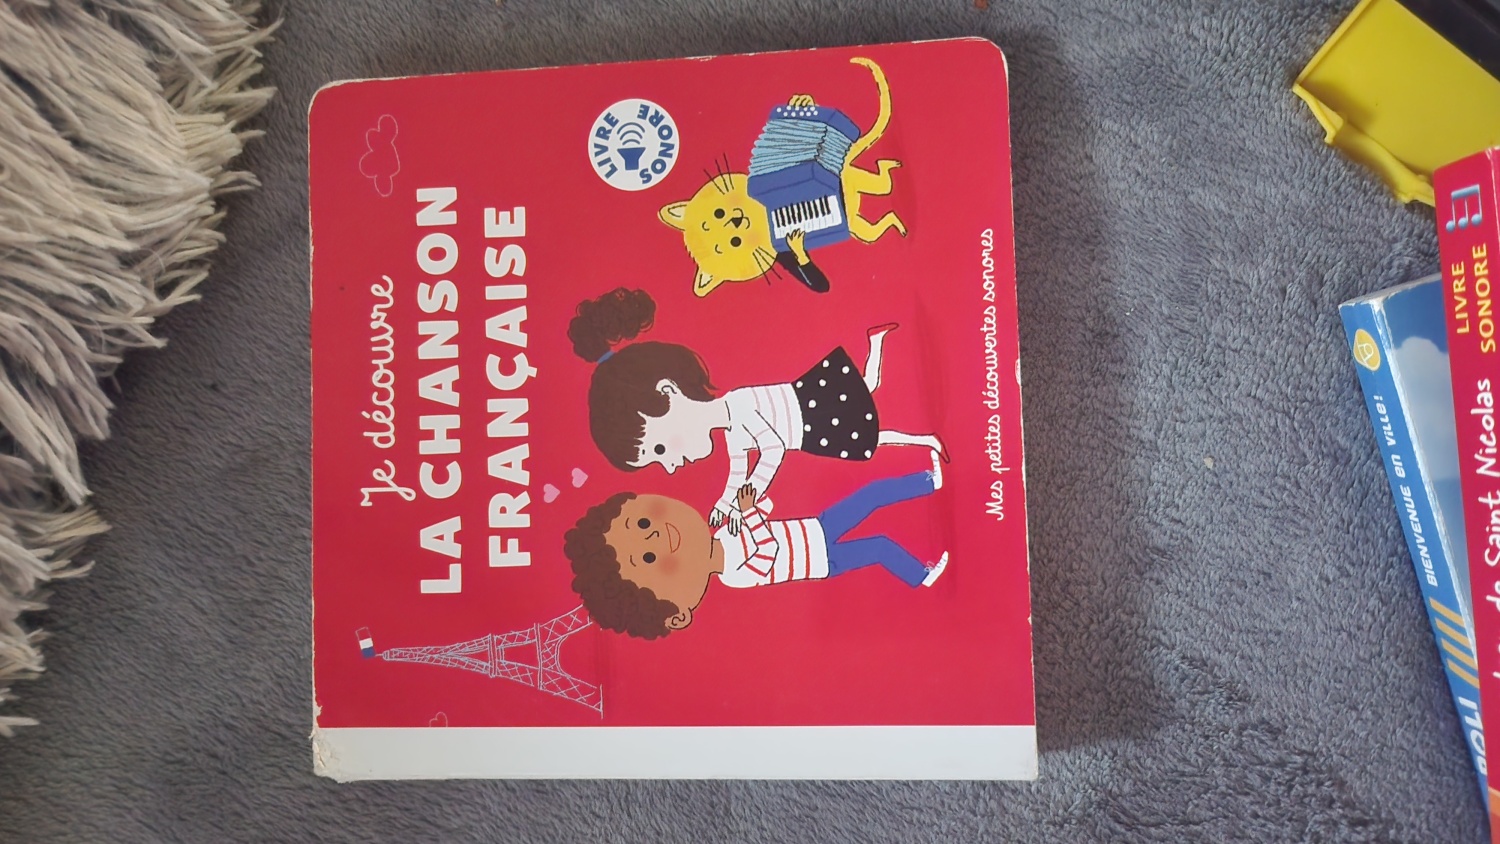 Je découvre
LA CHANSON
FRANÇAISE
LIVRE
SONORE
Mes petites découvertes sonores
BIENVENUE en ViLLe!
POLI
LIVRE
SONORE
de Saint Nicolas